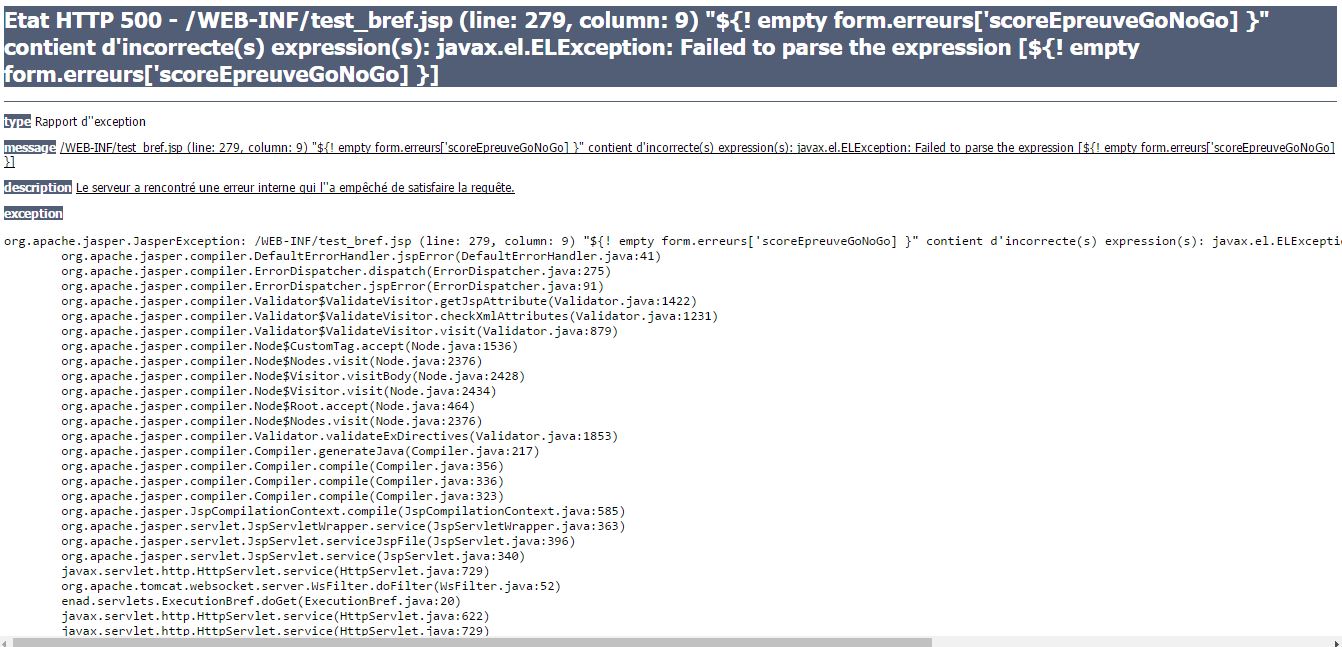 Etat HTTP 500 - /WEB-INF/test_bref.jsp (line: 279, column: 9) "${! empty form.erreurs['scoreEpreuveGoNoGo] }"
contient d'incorrecte(s) expression(s): javax.el.ELException: Failed to parse the expression [${! empty
form.erreurs['scoreEpreuveGoNoGo] }]
type Rapport d''exception
message /WEB-INF/test_bref.jsp (line: 279, column: 9) "${! empty form.erreurs['scoreEpreuveGoNoGo] }" contient d'incorrecte(s) expression(s): javax.el.ELException: Failed to parse the expression [${! empty form.erreurs['scoreEpreuveGoNoGo]
}]
description Le serveur a rencontré une erreur interne qui l''a empêché de satisfaire la requête.
exception
org.apache.jasper.JasperException: /WEB-INF/test_bref.jsp (line: 279, column: 9) "${! empty form.erreurs['scoreEpreuveGoNoGo] }" contient d'incorrecte(s) expression(s): javax.el.ELExceptio
org.apache.jasper.compiler.DefaultErrorHandler.jspError(DefaultErrorHandler.java:41)
org.apache.jasper.compiler.ErrorDispatcher.dispatch(ErrorDispatcher.java:275)
org.apache.jasper.compiler.ErrorDispatcher.jspError(ErrorDispatcher.java:91)
org.apache.jasper.compiler.Validator$ValidateVisitor.getJspAttribute(Validator.java:1422)
org.apache.jasper.compiler.Validator$ValidateVisitor.checkXmlAttributes(Validator.java:1231)
org.apache.jasper.compiler.Validator$ValidateVisitor.visit(Validator.java:879)
org.apache.jasper.compiler.Node$CustomTag.accept(Node.java:1536)
org.apache.jasper.compiler.Node$Nodes.visit(Node.java:2376)
org.apache.jasper.compiler.Node$Visitor.visitBody(Node.java:2428)
org.apache.jasper.compiler.Node$Visitor.visit(Node.java:2434)
org.apache.jasper.compiler.Node$Root.accept(Node.java:464)
org.apache.jasper.compiler.Node$Nodes.visit(Node.java:2376)
org.apache.jasper.compiler.Validator.validateExDirectives(Validator.java:1853)
org.apache.jasper.compiler.Compiler.generateJava(Compiler.java:217)
org.apache.jasper.compiler.Compiler.compile(Compiler.java:356)
org.apache.jasper.compiler.Compiler.compile(Compiler.java:336)
org.apache.jasper.compiler.Compiler.compile(Compiler.java:323)
org.apache.jasper.JspCompilationContext.compile(JspCompilationContext.java:585)
org.apache.jasper.servlet.JspServletWrapper.service(JspServletWrapper.java:363)
org.apache.jasper.servlet.JspServlet.serviceJspFile(JspServlet.java:396)
org.apache.jasper.servlet.JspServlet.service(JspServlet.java:340)
javax.servlet.http.HttpServlet.service(HttpServlet.java:729)
org.apache.tomcat.websocket.server.WsFilter.doFilter(WsFilter.java:52)
enad.servlets.ExecutionBref.doGet(ExecutionBref.java:20)
javax.servlet.http.HttpServlet.service(HttpServlet.java:622)
javax.servlet.http.HttpServlet.service(HttpServlet.java:729)